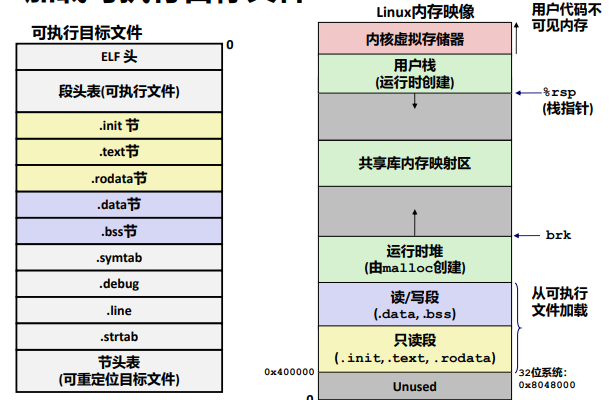 可执行目标文件
0
ELF 头
段头表(可执行文件)
.init 节
.text节
.rodata节
.data节
.bss节
.symtab
.debug
.line
.strtab
节头表
(可重定位目标文件)
Linux内存映像
内核虚拟存储器
用户栈
(运行时创建)
共享库内存映射区
运行时堆
(由malloc创建)
读/写段
(.data, .bss)
只读段
(.init,.text, .rodata)
Unused
0x400000
0
用户代码不
可见内存
%rsp
(栈指针)
brk
从可执行
文件加载
32位系统:
0x8048000